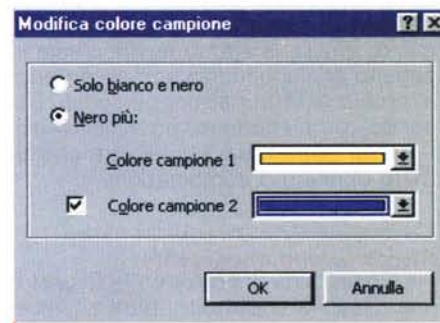 Modifica colore campione
Solo bianco e nero
Nero più:
Colore campione 1
Colore campione 2
OK
Annulla